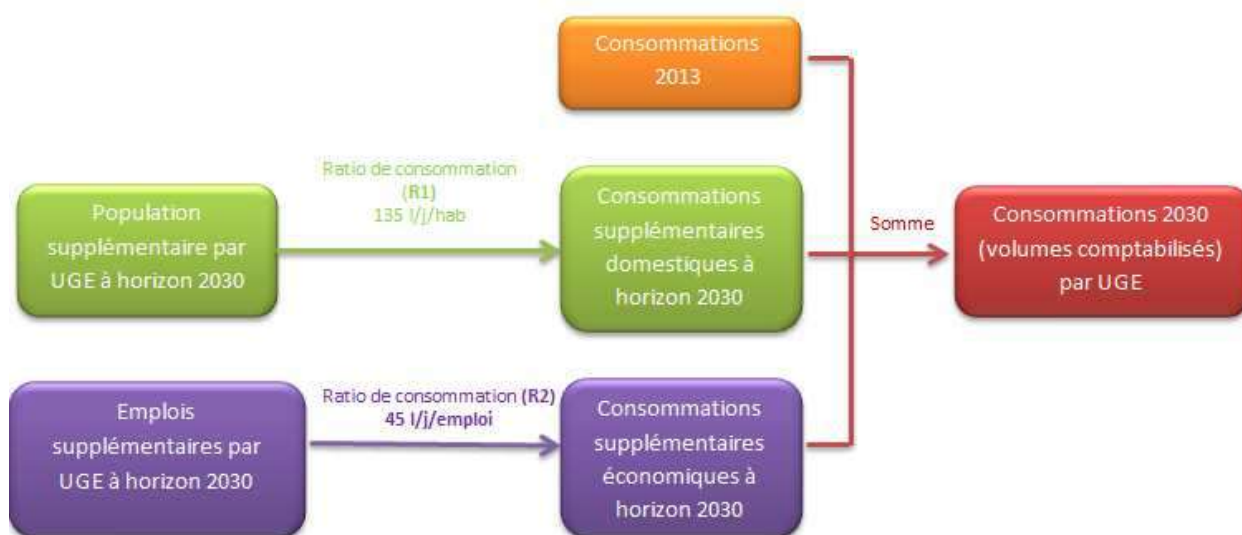 Consommations
2013
Ratio de consommation
(R1)
135 l/j/hab
Population
supplémentaire par
UGE à horizon 2030
Consommations
supplémentaires
domestiques à
horizon 2030
Somme
Consommations 2030
(volumes comptabilisés)
par UGE
Ratio de consommation (R2)
45 l/j/emploi
Emplois
supplémentaires par
UGE à horizon 2030
Consommations
supplémentaires
économiques à
horizon 2030